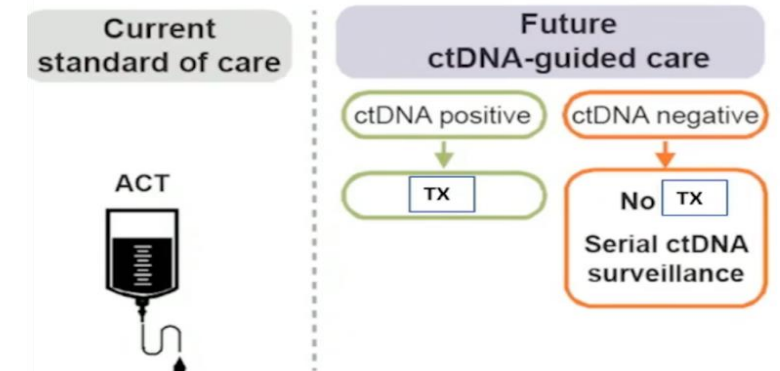 Current
standard of care
ACT
Future
ctDNA-guided care
ctDNA positive
ctDNA negative
TX
No TX
Serial ctDNA
surveillance